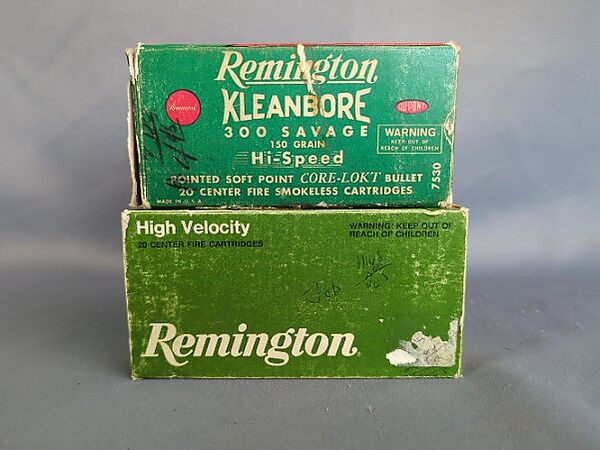 Remington
KLEANBORE
300 SAVAGE
150 GRAIN
Hi-Speed
POINTED SOFT POINT CORE-LOKT BULLET
20 CENTER FIRE SMOKELESS CARTRIDGES
MADE IN U.S.A.
Remington
DU PONT
WARNING
KEEP OUT OF
REACH OF CHILDREN
7530
High Velocity
20 CENTER FIRE CARTRIDGES
WARNING: KEEP OUT OF
REACH OF CHILDREN
Remington